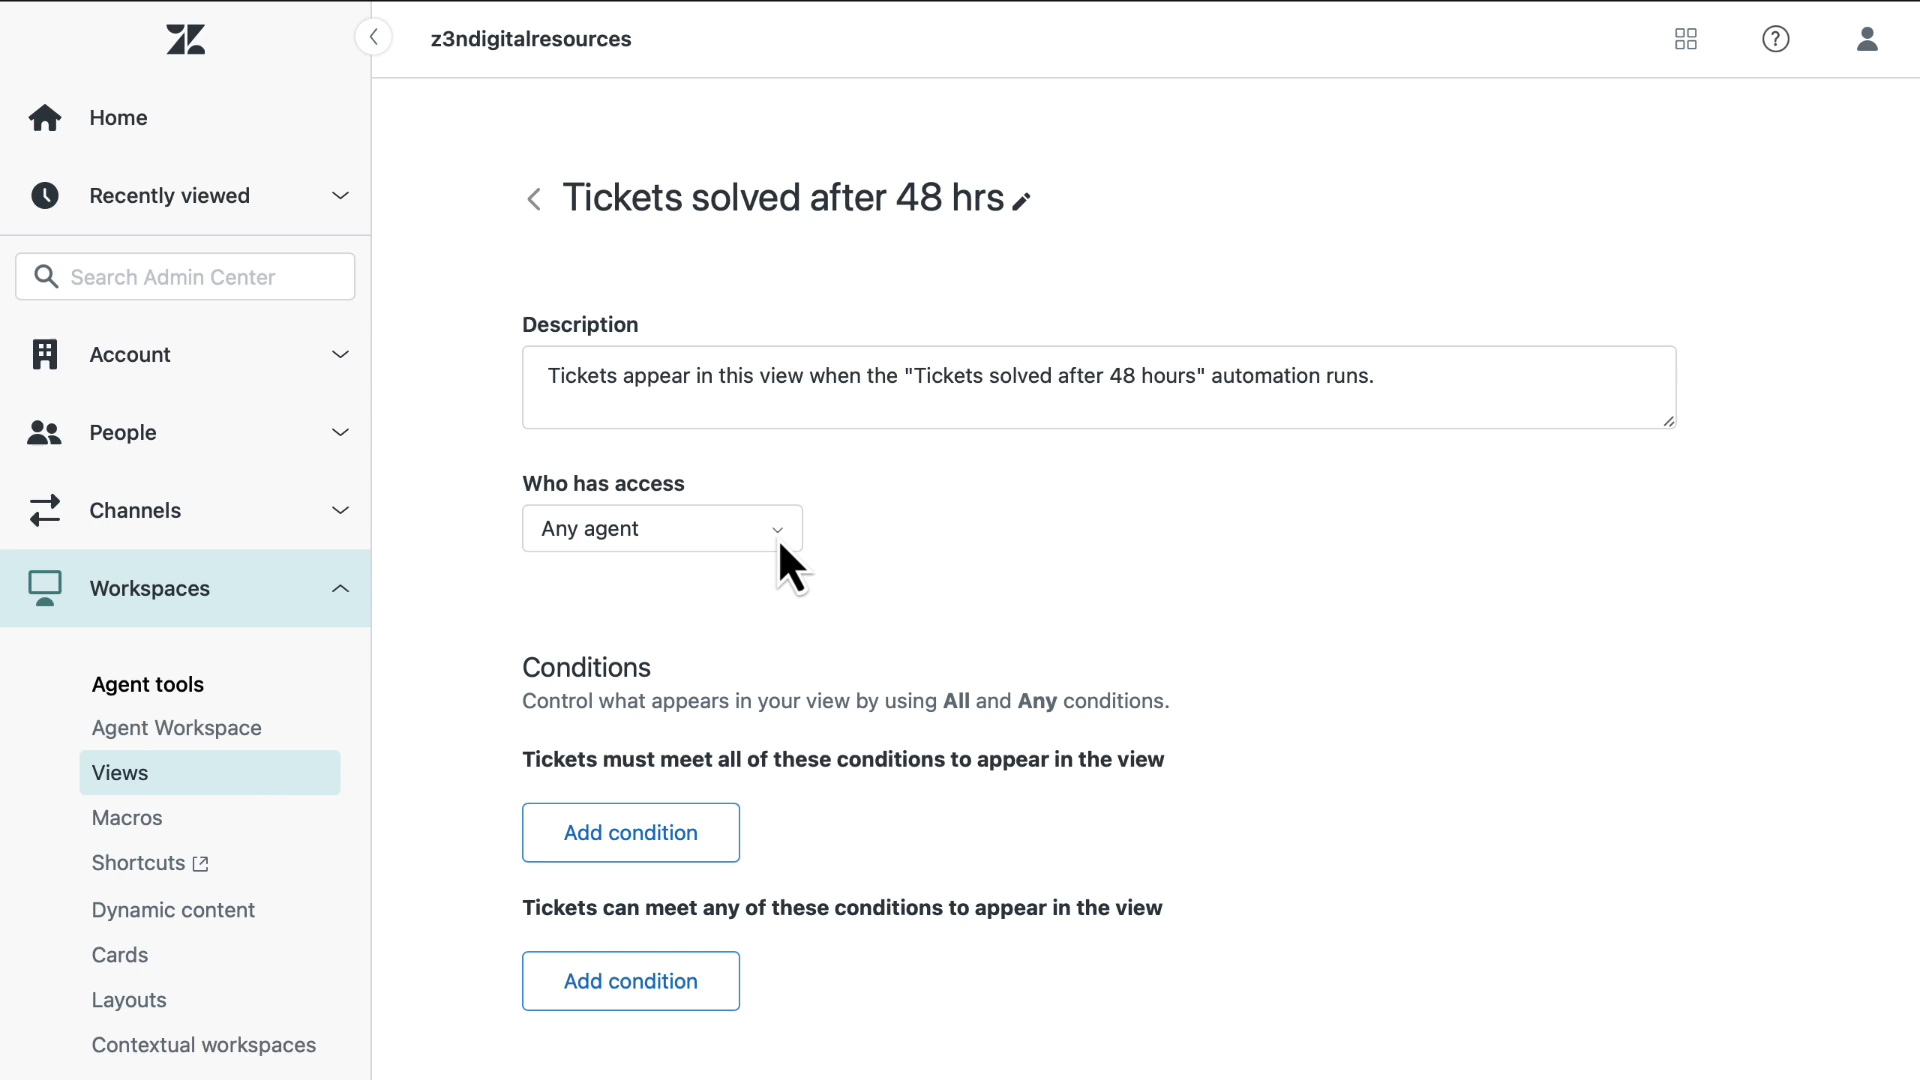 z3ndigitalresources
Home
Recently viewed
Search Admin Center
Account
People
Channels
Workspaces
Agent tools
Agent Workspace
Views
Macros
Shortcuts
Dynamic content
Cards
Layouts
Contextual workspaces
Tickets solved after 48 hrs
Description
Tickets appear in this view when the "Tickets solved after 48 hours" automation runs.
Who has access
Any agent
Conditions
Control what appears in your view by using All and Any conditions.
Tickets must meet all of these conditions to appear in the view
Add condition
Tickets can meet any of these conditions to appear in the view
Add condition